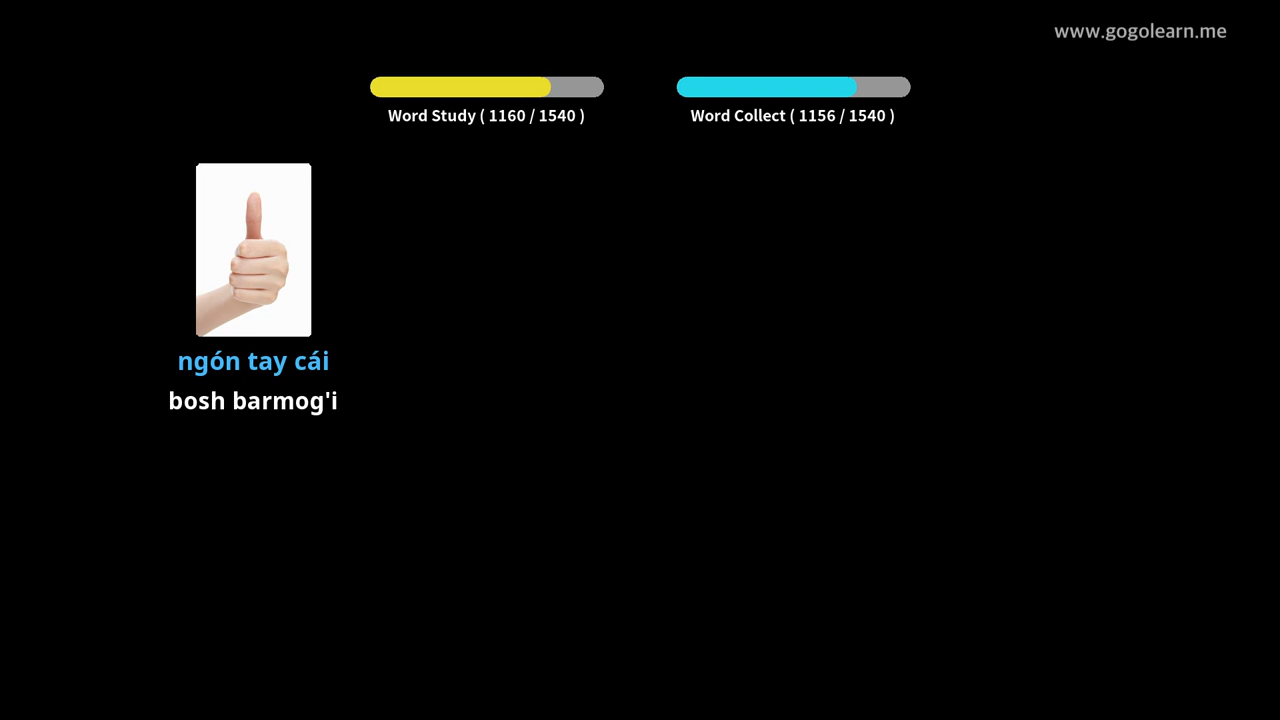 www.gogolearn.me
Word Study ( 1160 / 1540 )
Word Collect ( 1156 / 1540 )
ngón tay cái
bosh barmog'i